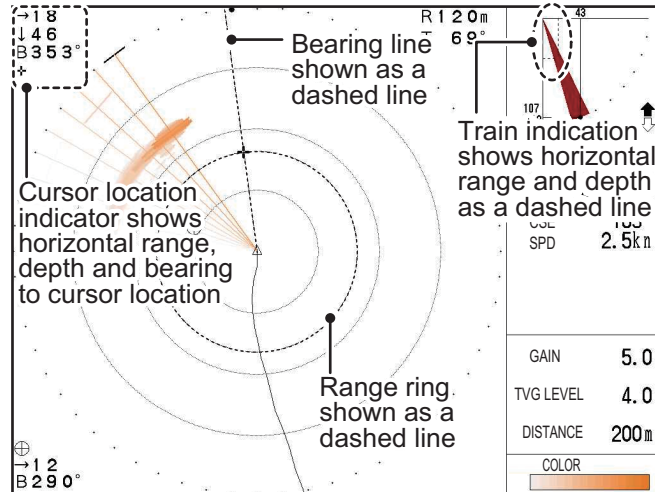 →18
↓46
B353°
Bearing line
shown as a
dashed line
R120m
T 69°
43
107
Train indication
shows horizontal
range and depth
as a dashed line
Cursor location
indicator shows
horizontal range,
depth and bearing
to cursor location
SPD 2.5kn
Range ring
shown as a
dashed line
GAIN 5.0
TVG LEVEL 4.0
DISTANCE 200m
COLOR
→12
B290°